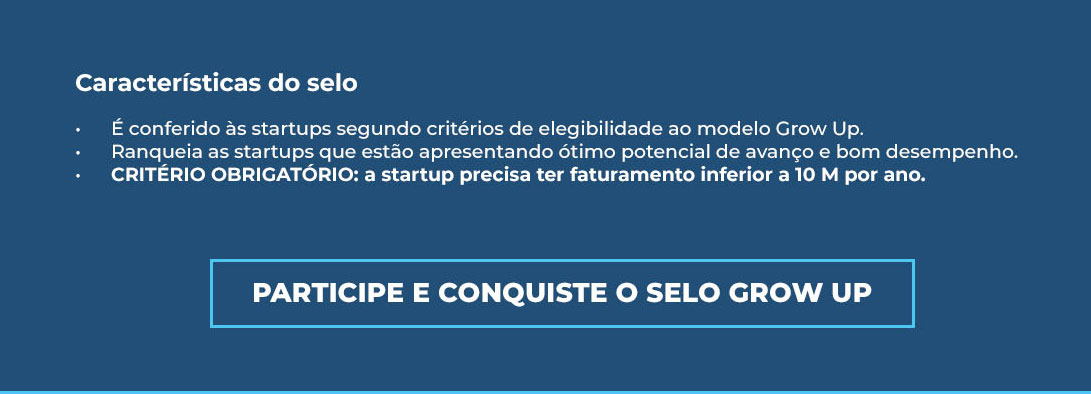 Características do selo
• É conferido às startups segundo critérios de elegibilidade ao modelo Grow Up.
• Ranqueia as startups que estão apresentando ótimo potencial de avanço e bom desempenho.
• CRITÉRIO OBRIGATÓRIO: a startup precisa ter faturamento inferior a 10 M por ano.
PARTICIPE E CONQUISTE O SELO GROW UP